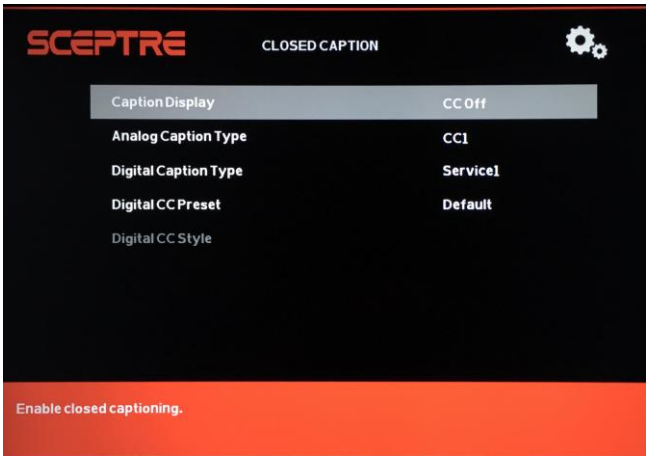 SCEPTRE
CLOSED CAPTION
Caption Display CC Off
Analog Caption Type CC1
Digital Caption Type Service1
Digital CC Preset Default
Digital CC Style
Enable closed captioning.